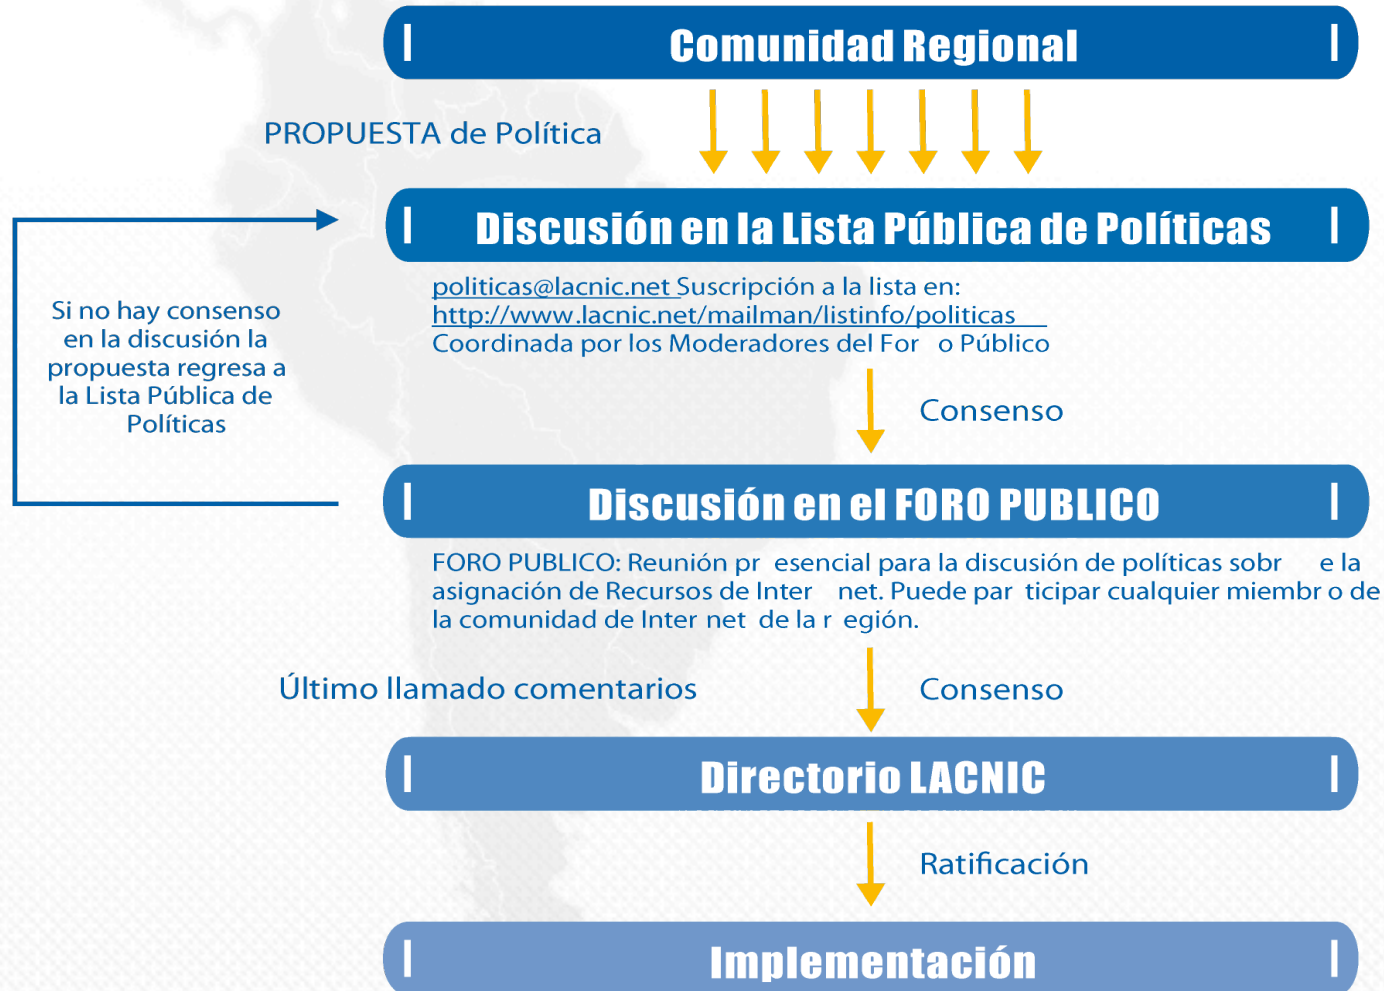 Comunidad Regional
PROPUESTA de Política
Discusión en la Lista Pública de Políticas
politicas@lacnic.net Suscripción a la lista en:
http://www.lacnic.net/mailman/listinfo/politicas
Coordinada por los Moderadores del For o Público
Si no hay consenso
en la discusión la
propuesta regresa a
la Lista Pública de
Políticas
Consenso
Discusión en el FORO PUBLICO
FORO PUBLICO: Reunión pr esencial para la discusión de políticas sobr e la
asignación de Recursos de Inter net. Puede par ticipar cualquier miembr o de
la comunidad de Inter net de la r egión.
Último llamado comentarios
Consenso
Directorio LACNIC
Ratificación
Implementación